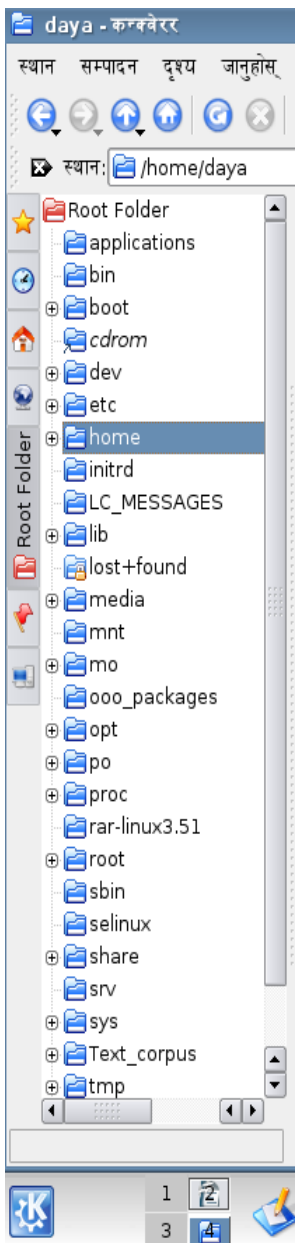 daya - कन्क्वेरर
स्थान सम्पादन दृश्य जानुहोस्
स्थान: /home/daya
Root Folder
applications
bin
boot
cdrom
dev
etc
home
initrd
LC_MESSAGES
lib
lost+found
media
mnt
mo
ooo_packages
opt
po
proc
rar-linux3.51
root
sbin
selinux
share
srv
sys
Text_corpus
tmp
Root Folder
1 2
3 4